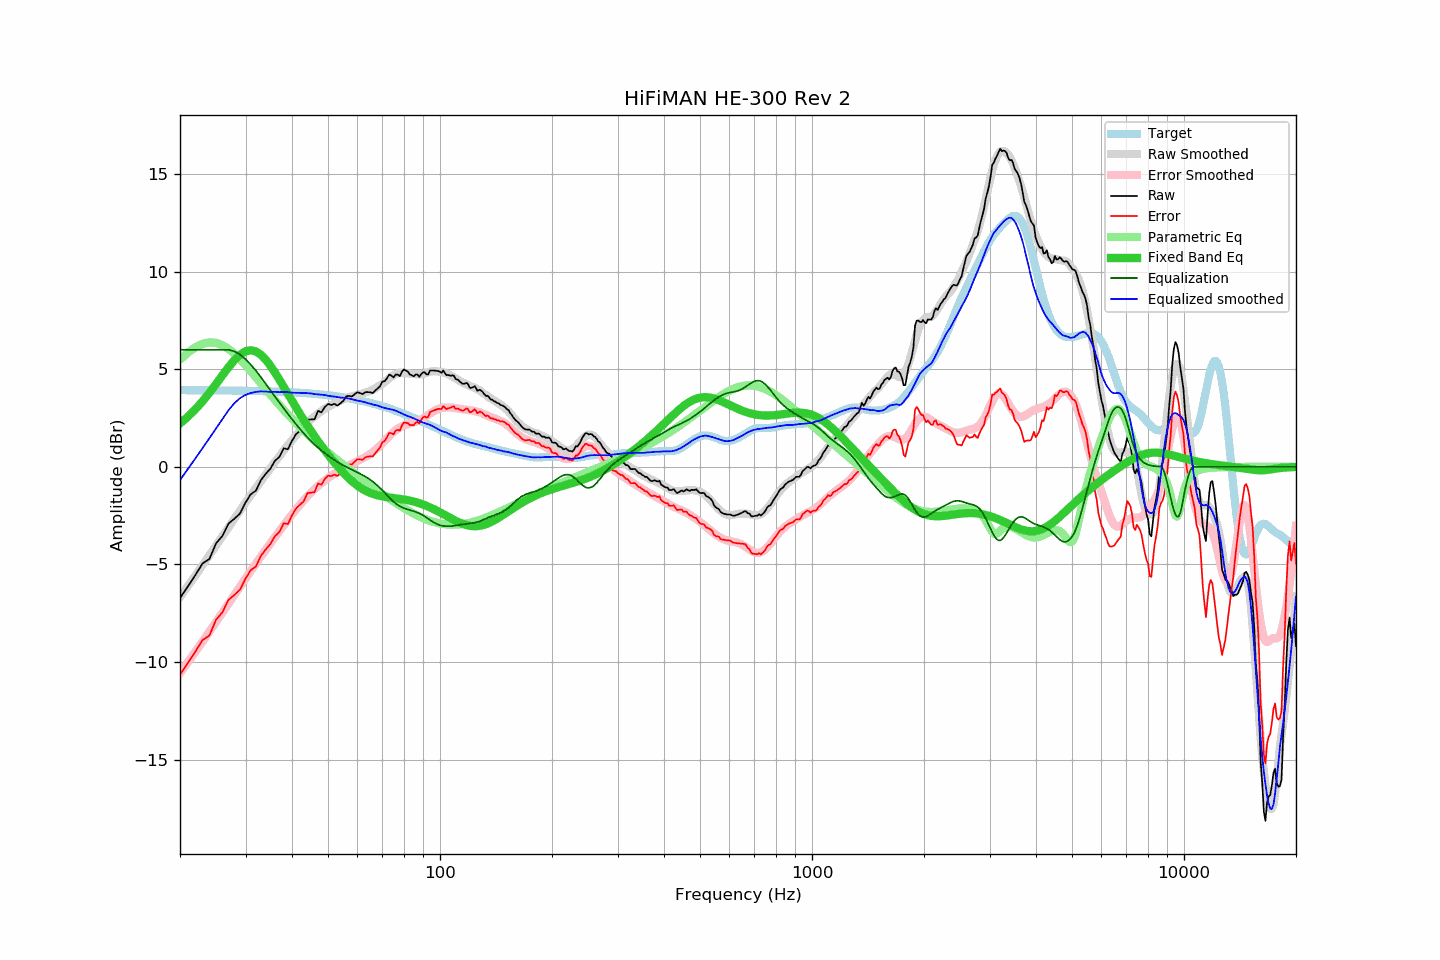 HiFiMAN HE-300 Rev 2
Target
Raw Smoothed
Error Smoothed
Raw
Error
Parametric Eq
Fixed Band Eq
Equalization
Equalized smoothed
15
10
5
0
−5
−10
−15
Amplitude (dBr)
100
1000
10000
Frequency (Hz)